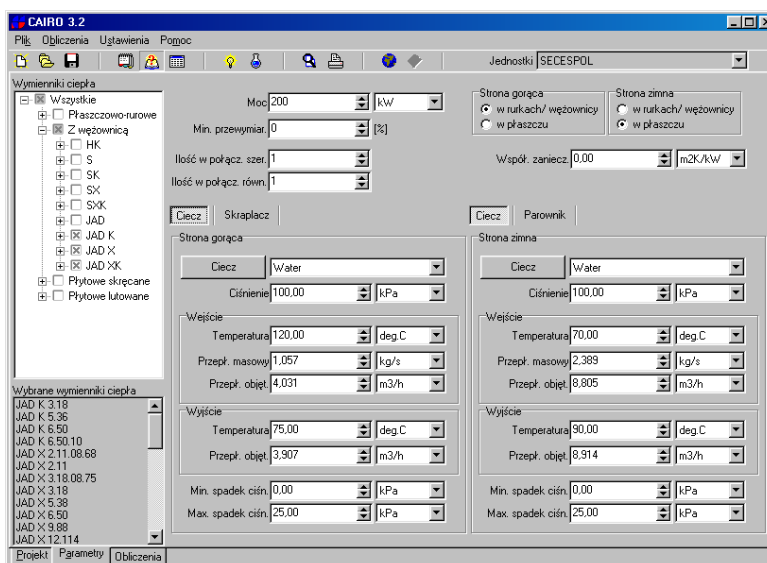 CAIRO 3.2
Plik Obliczenia Ustawienia Pomoc
Jednostki SECESPOL
Wymienniki ciepła
Wszystkie
Płaszczowo-rurowe
Z wężownicą
HK
S
SK
SX
SXK
JAD
JAD K
JAD X
JAD XK
Płytowe skręcane
Płytowe lutowane
Wybrane wymienniki ciepła
JAD K 3.18
JAD K 5.36
JAD K 6.50
JAD K 6.50.10
JAD X 2.11.08.68
JAD X 2.11
JAD X 3.18.08.75
JAD X 3.18
JAD X 5.38
JAD X 6.50
JAD X 9.88
JAD X 12.114
Moc 200 kW
Min. przewymiar. 0 [%]
Ilość w połącz. szer. 1
Ilość w połącz. równ. 1
Strona gorąca
w rurkach/ wężownicy
w płaszczu
Strona zimna
w rurkach/ wężownicy
w płaszczu
Współ. zaniecz. 0,00 m2K/kW
Ciecz Skraplacz
Strona gorąca
Ciecz Water
Ciśnienie 100,00 kPa
Wejście
Temperatura 120,00 deg.C
Przepł. masowy 1,057 kg/s
Przepł. objęt. 4,031 m3/h
Wyjście
Temperatura 75,00 deg.C
Przepł. objęt. 3,907 m3/h
Min. spadek ciśn. 0,00 kPa
Max. spadek ciśn. 25,00 kPa
Ciecz Parownik
Strona zimna
Ciecz Water
Ciśnienie 100,00 kPa
Wejście
Temperatura 70,00 deg.C
Przepł. masowy 2,389 kg/s
Przepł. objęt. 8,805 m3/h
Wyjście
Temperatura 90,00 deg.C
Przepł. objęt. 8,914 m3/h
Min. spadek ciśn. 0,00 kPa
Max. spadek ciśn. 25,00 kPa
Projekt Parametry Obliczenia